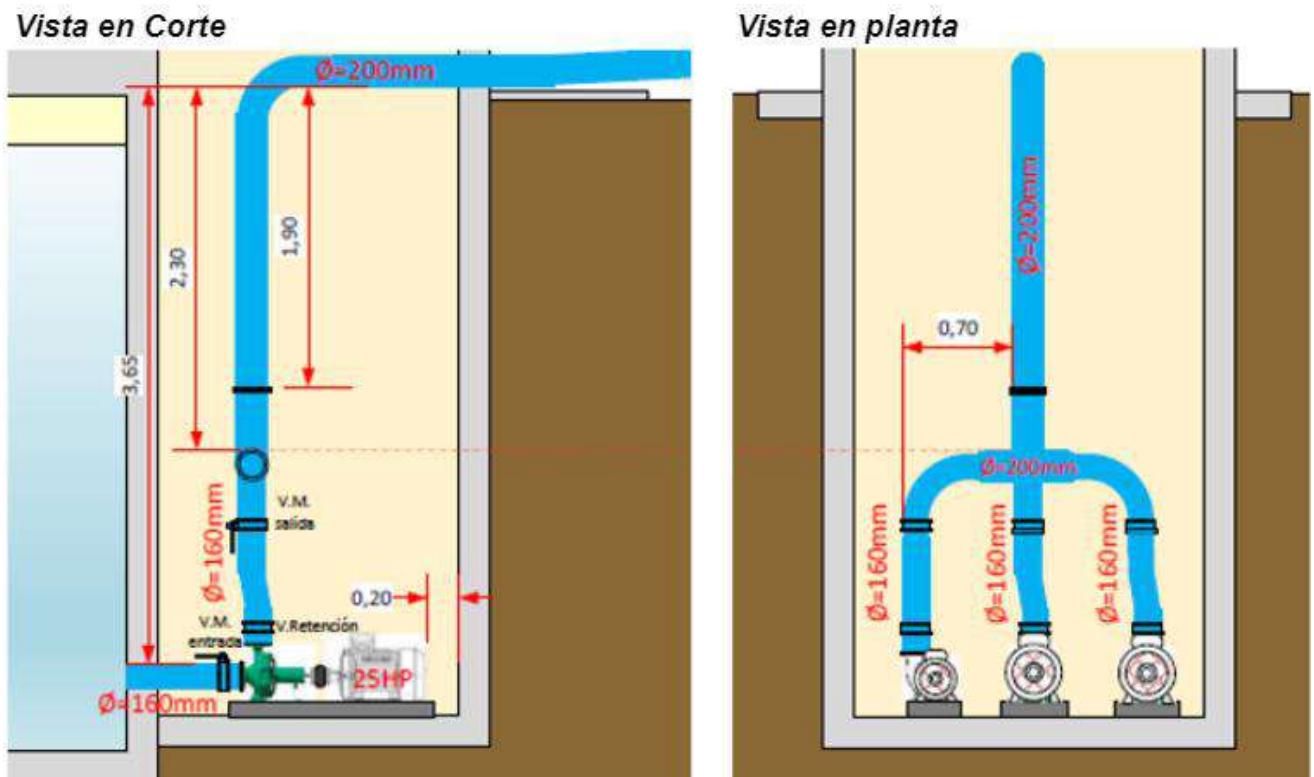 Vista en Corte
Ø=200mm
2,30
1,90
3,65
Ø=160mm
V.M.
salida
0,20
V.M.
entrada
V.Retención
25HP
Ø=160mm
Vista en planta
Ø=200mm
0,70
Ø=200mm
Ø=160mm
Ø=160mm
Ø=160mm